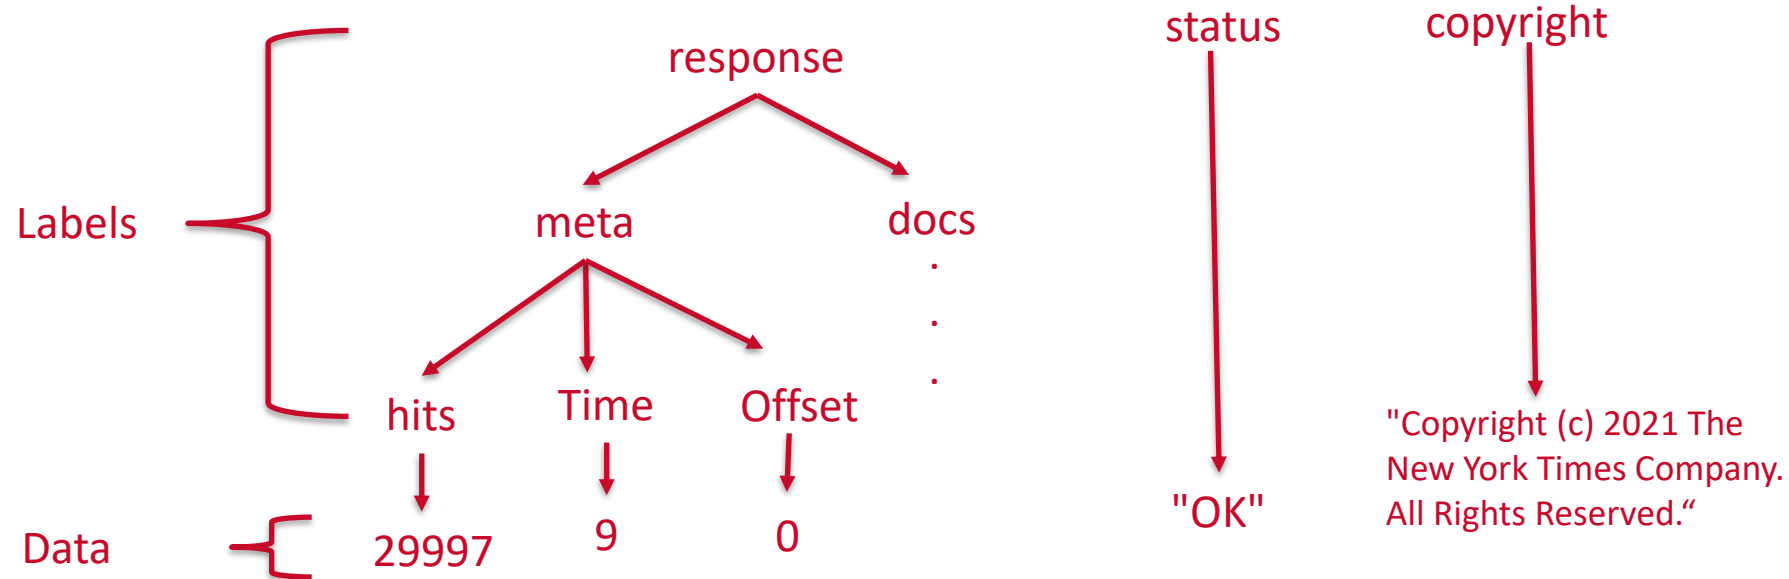 status
copyright
response
Labels
meta
docs
.
.
.
hits
Time
Offset
"Copyright (c) 2021 The
New York Times Company.
All Rights Reserved.“
"OK"
Data
29997
9
0